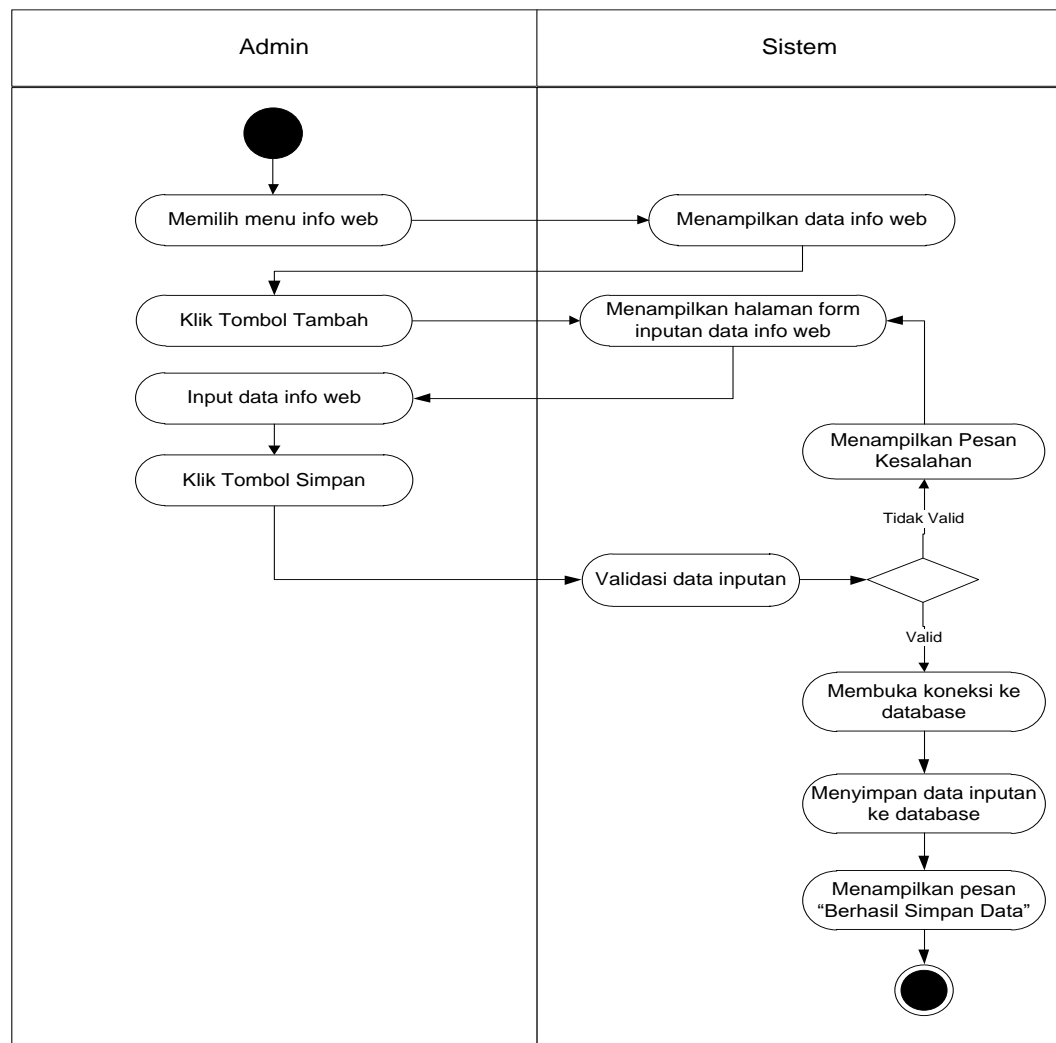 Admin
Sistem
Memilih menu info web
Menampilkan data info web
Klik Tombol Tambah
Menampilkan halaman form
inputan data info web
Input data info web
Menampilkan Pesan
Kesalahan
Klik Tombol Simpan
Tidak Valid
Validasi data inputan
Valid
Membuka koneksi ke
database
Menyimpan data inputan
ke database
Menampilkan pesan
“Berhasil Simpan Data”